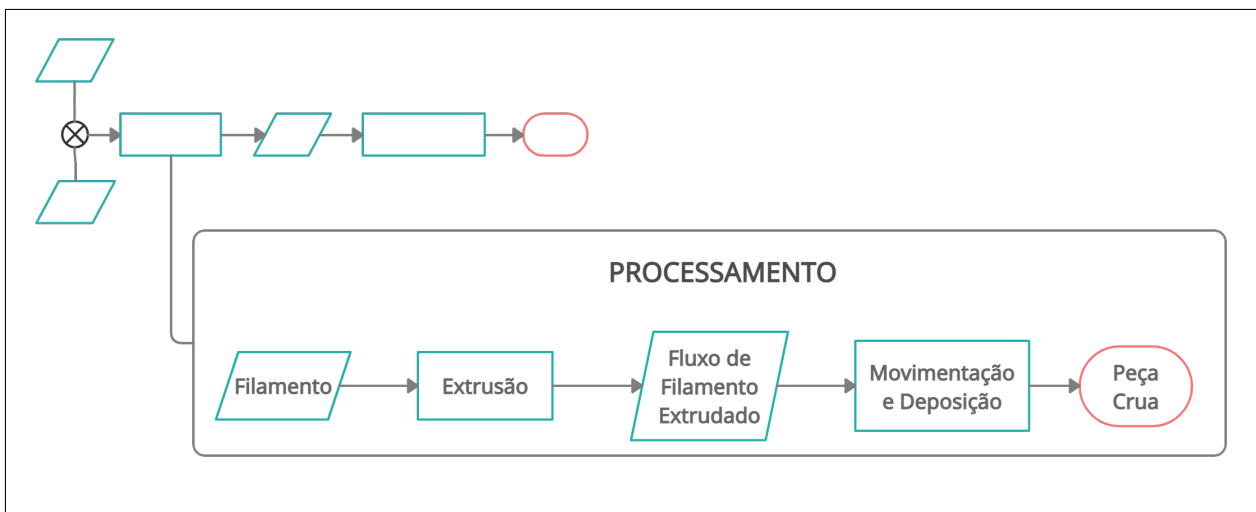 PROCESSAMENTO
Filamento
Extrusão
Fluxo de
Filamento
Extrudado
Movimentação
e Deposição
Peça
Crua